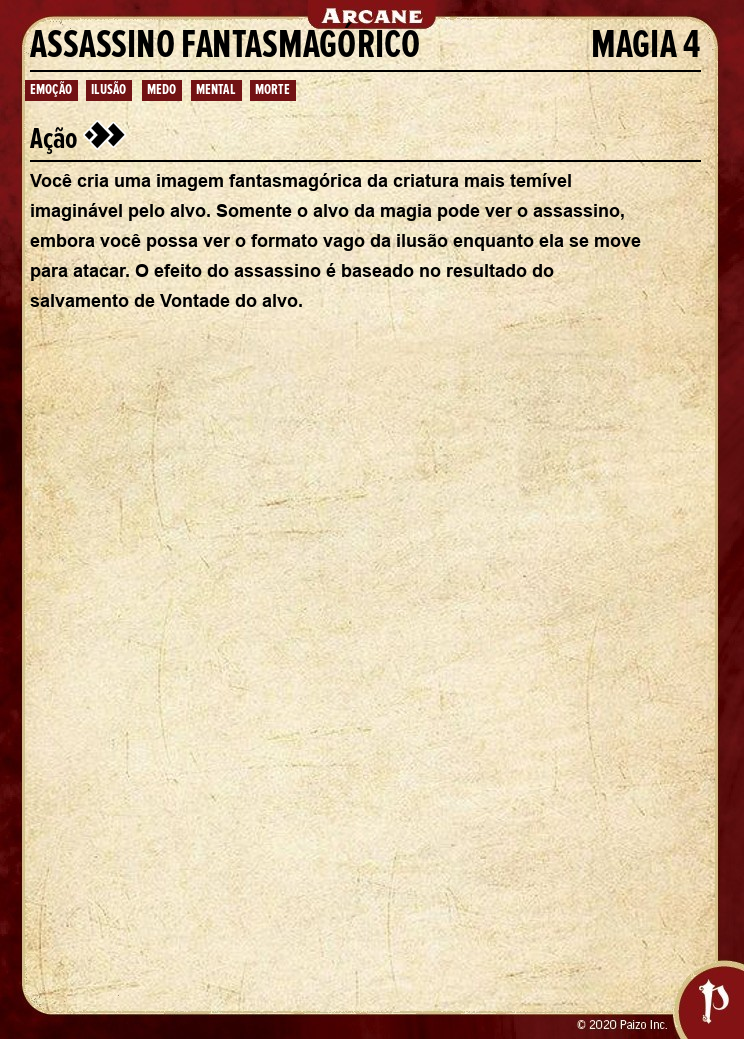 ARCANE
ASSASSINO FANTASMAGÓRICO MAGIA 4
EMOÇÃO ILUSÃO MEDO MENTAL MORTE
Ação
Você cria uma imagem fantasmagórica da criatura mais temível
imaginável pelo alvo. Somente o alvo da magia pode ver o assassino,
embora você possa ver o formato vago da ilusão enquanto ela se move
para atacar. O efeito do assassino é baseado no resultado do
salvamento de Vontade do alvo.
© 2020 Paizo Inc.
P